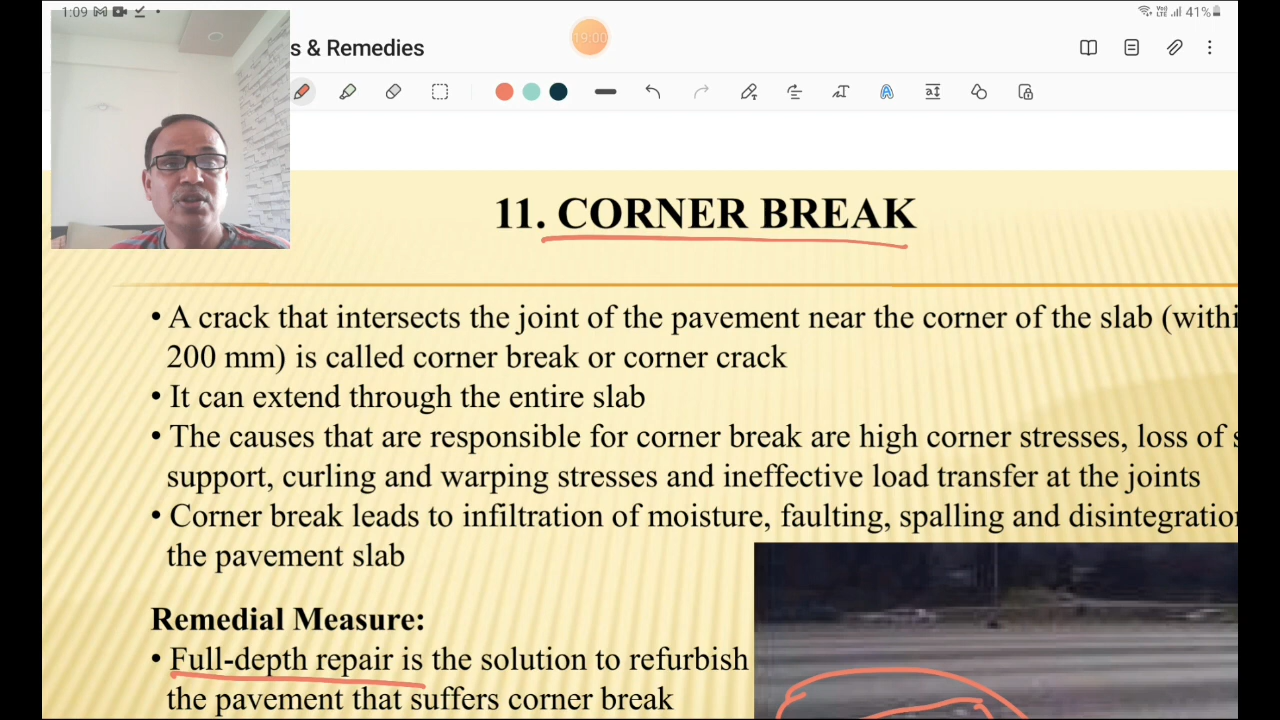 1:09
41%
s & Remedies
19.00
11. CORNER BREAK
• A crack that intersects the joint of the pavement near the corner of the slab (withi
200 mm) is called corner break or corner crack
• It can extend through the entire slab
• The causes that are responsible for corner break are high corner stresses, loss of s
support, curling and warping stresses and ineffective load transfer at the joints
• Corner break leads to infiltration of moisture, faulting, spalling and disintegratio
the pavement slab
Remedial Measure:
• Full-depth repair is the solution to refurbish
the pavement that suffers corner break